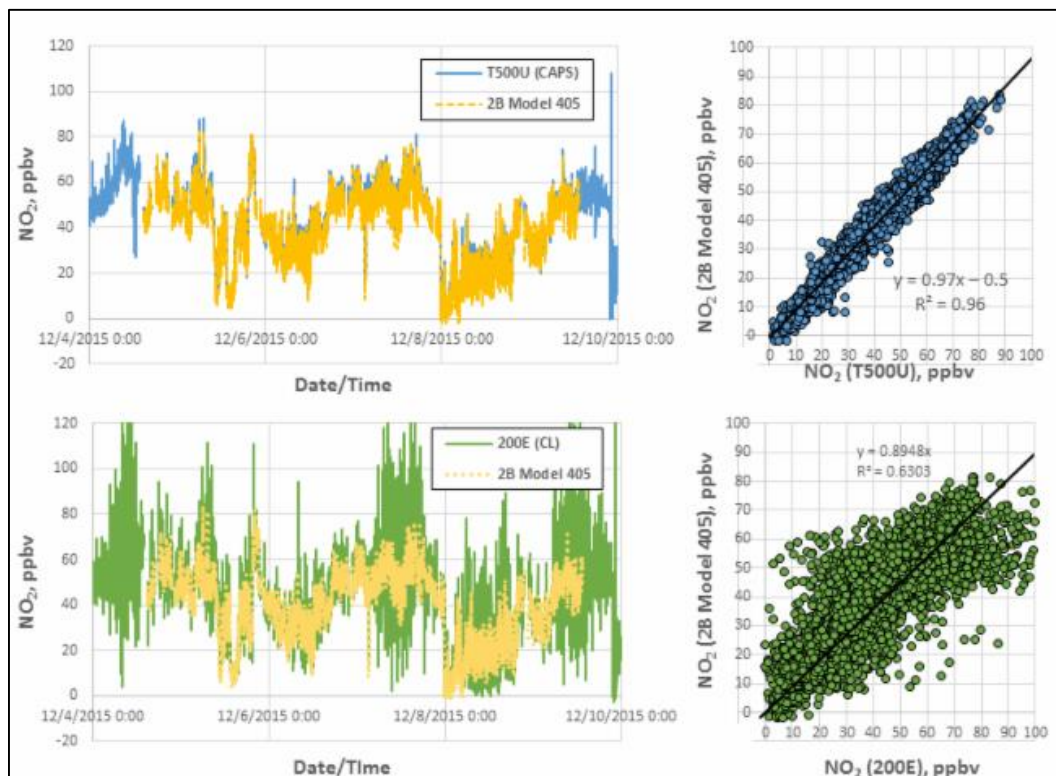 120
100
80
60
40
20
0
-20
NO₂, ppbv
T500U (CAPS)
2B Model 405
12/4/2015 0:00
12/6/2015 0:00
12/8/2015 0:00
12/10/2015 0:00
Date/Time
100
90
80
70
60
50
40
30
20
10
0
NO₂ (2B Model 405), ppbv
y = 0.97x – 0.5
R² = 0.96
0 10 20 30 40 50 60 70 80 90 100
NO₂ (T500U), ppbv
120
100
80
60
40
20
0
-20
NO₂, ppbv
200E (CL)
2B Model 405
12/4/2015 0:00
12/6/2015 0:00
12/8/2015 0:00
12/10/2015 0:00
Date/TIme
100
90
80
70
60
50
40
30
20
10
0
NO₂ (2B Model 405), ppbv
y = 0.8948x
R² = 0.6303
0 10 20 30 40 50 60 70 80 90 100
NO₂ (200E), ppbv